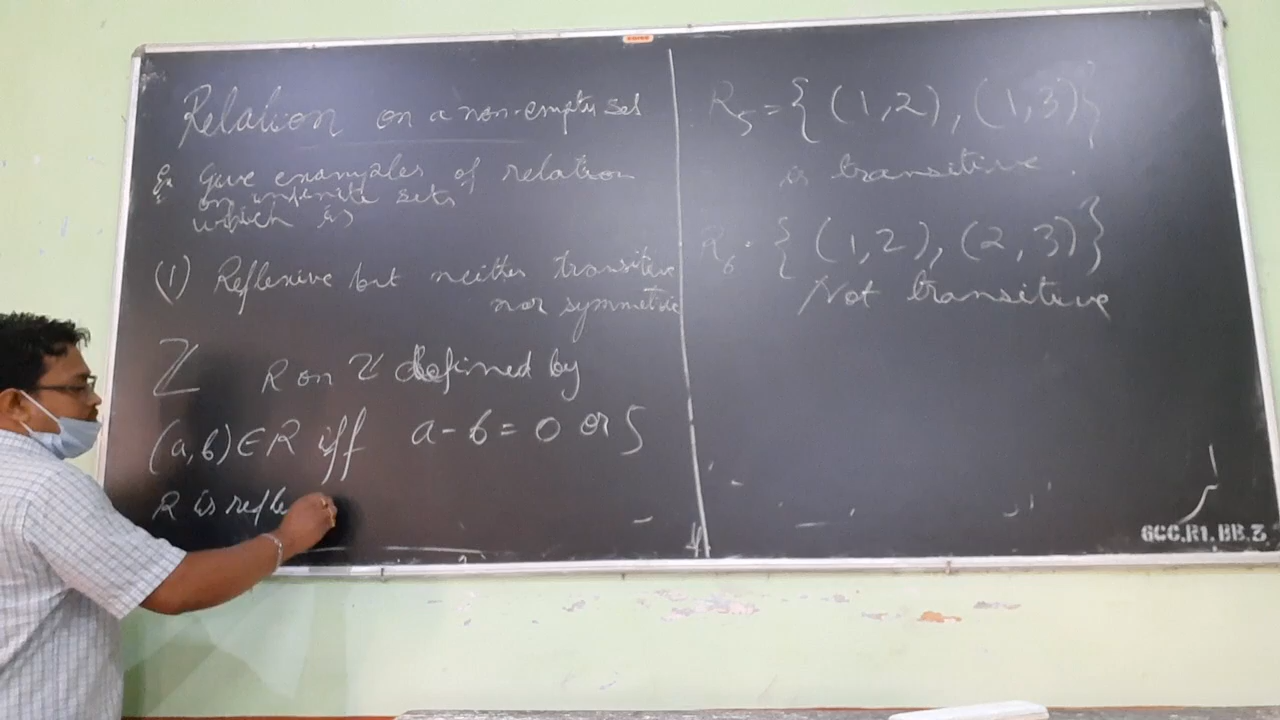 Relation on a non-empty set
Ex Give examples of relation
on infinite sets
which is
(1) Reflexive but neither transitive
nor symmetric
ℤ R on ℤ defined by
(a,b) ∈ R iff a - b = 0 or 5
R is refle
R5 = { (1,2), (1,3) }
is transitive.
R6 = { (1,2), (2,3) }
Not transitive
GCC.R1.BB.2